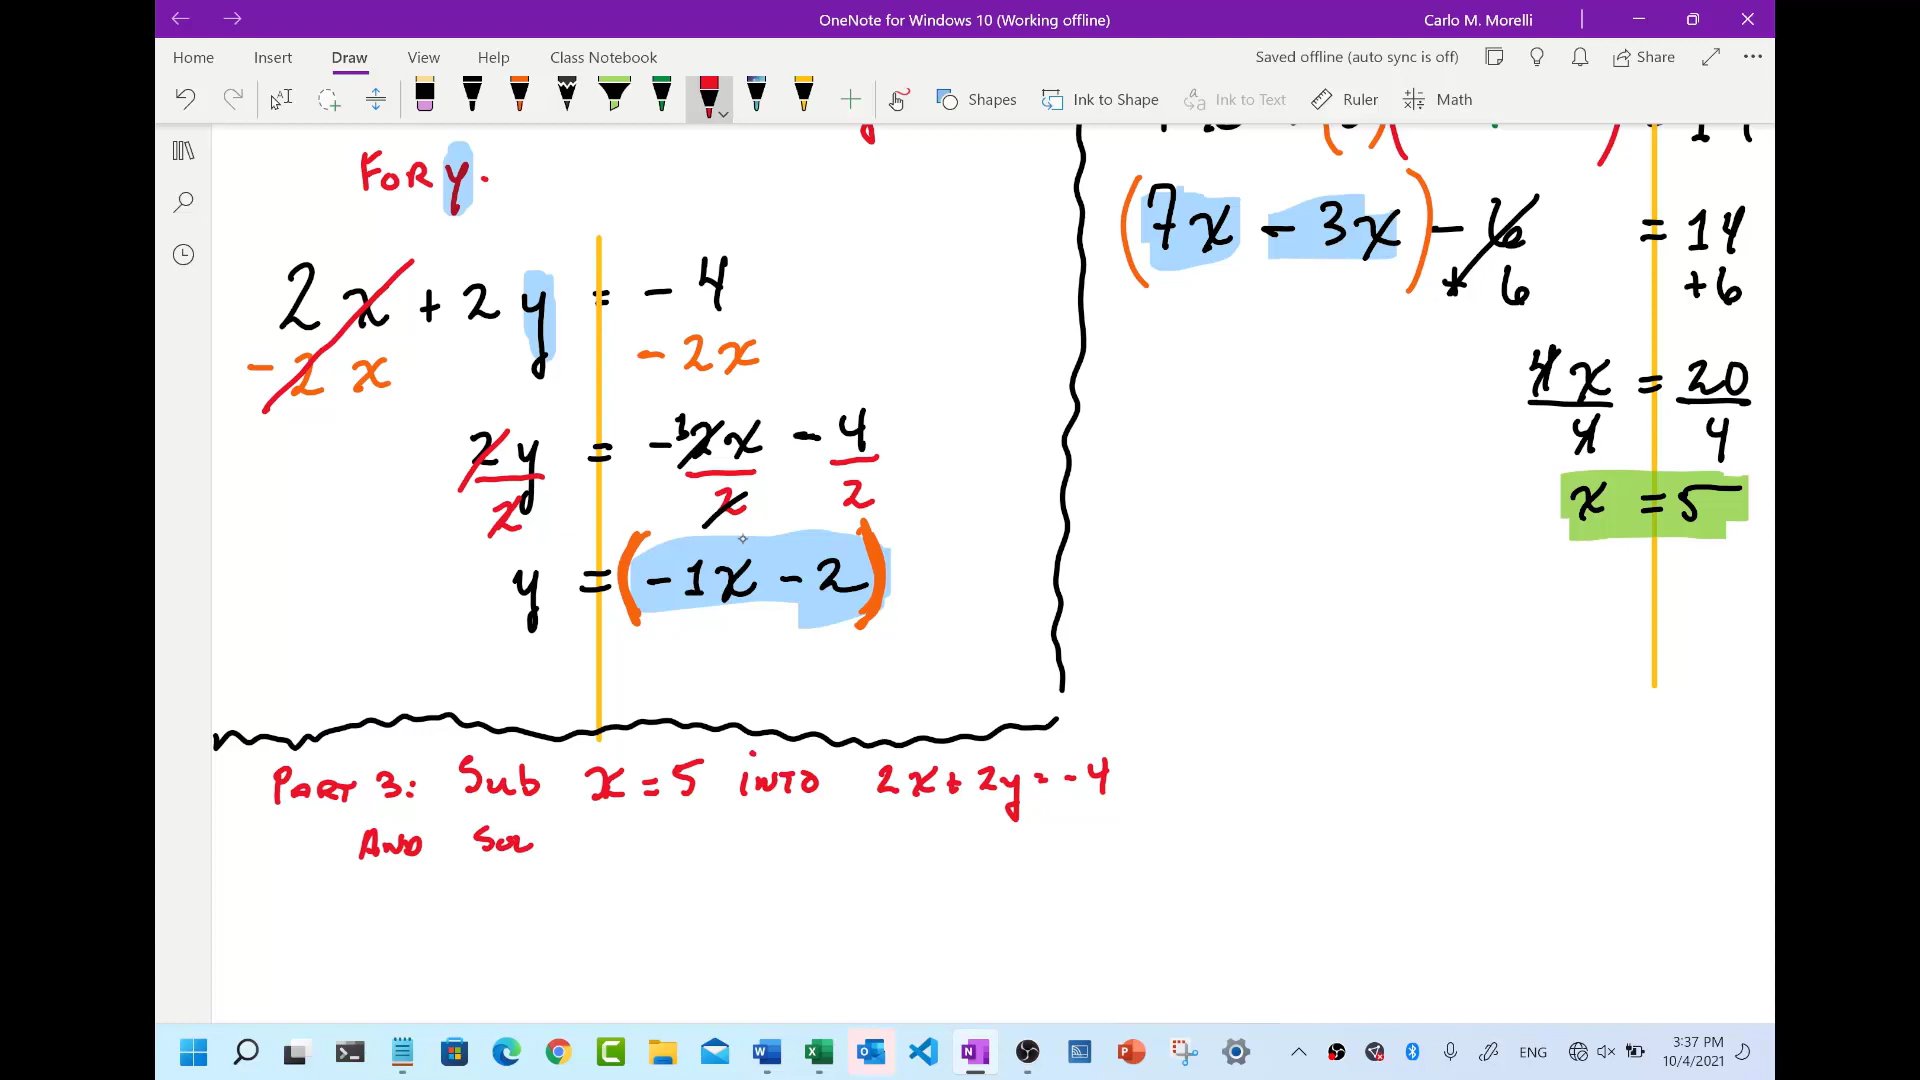 OneNote for Windows 10 (Working offline)
Carlo M. Morelli
Home Insert Draw View Help Class Notebook
Saved offline (auto sync is off) Share
Shapes Ink to Shape Ink to Text Ruler Math
FOR y.
2x + 2y = - 4
- 2x - 2x
2y = - 2x - 4
2 2 2
y = (- 1x - 2)
(7x - 3x) - 6 = 14
+ 6 + 6
4x = 20
4 4
x = 5
PART 3: Sub x = 5 INTO 2x + 2y = - 4
AND Sol
ENG
3:37 PM
10/4/2021